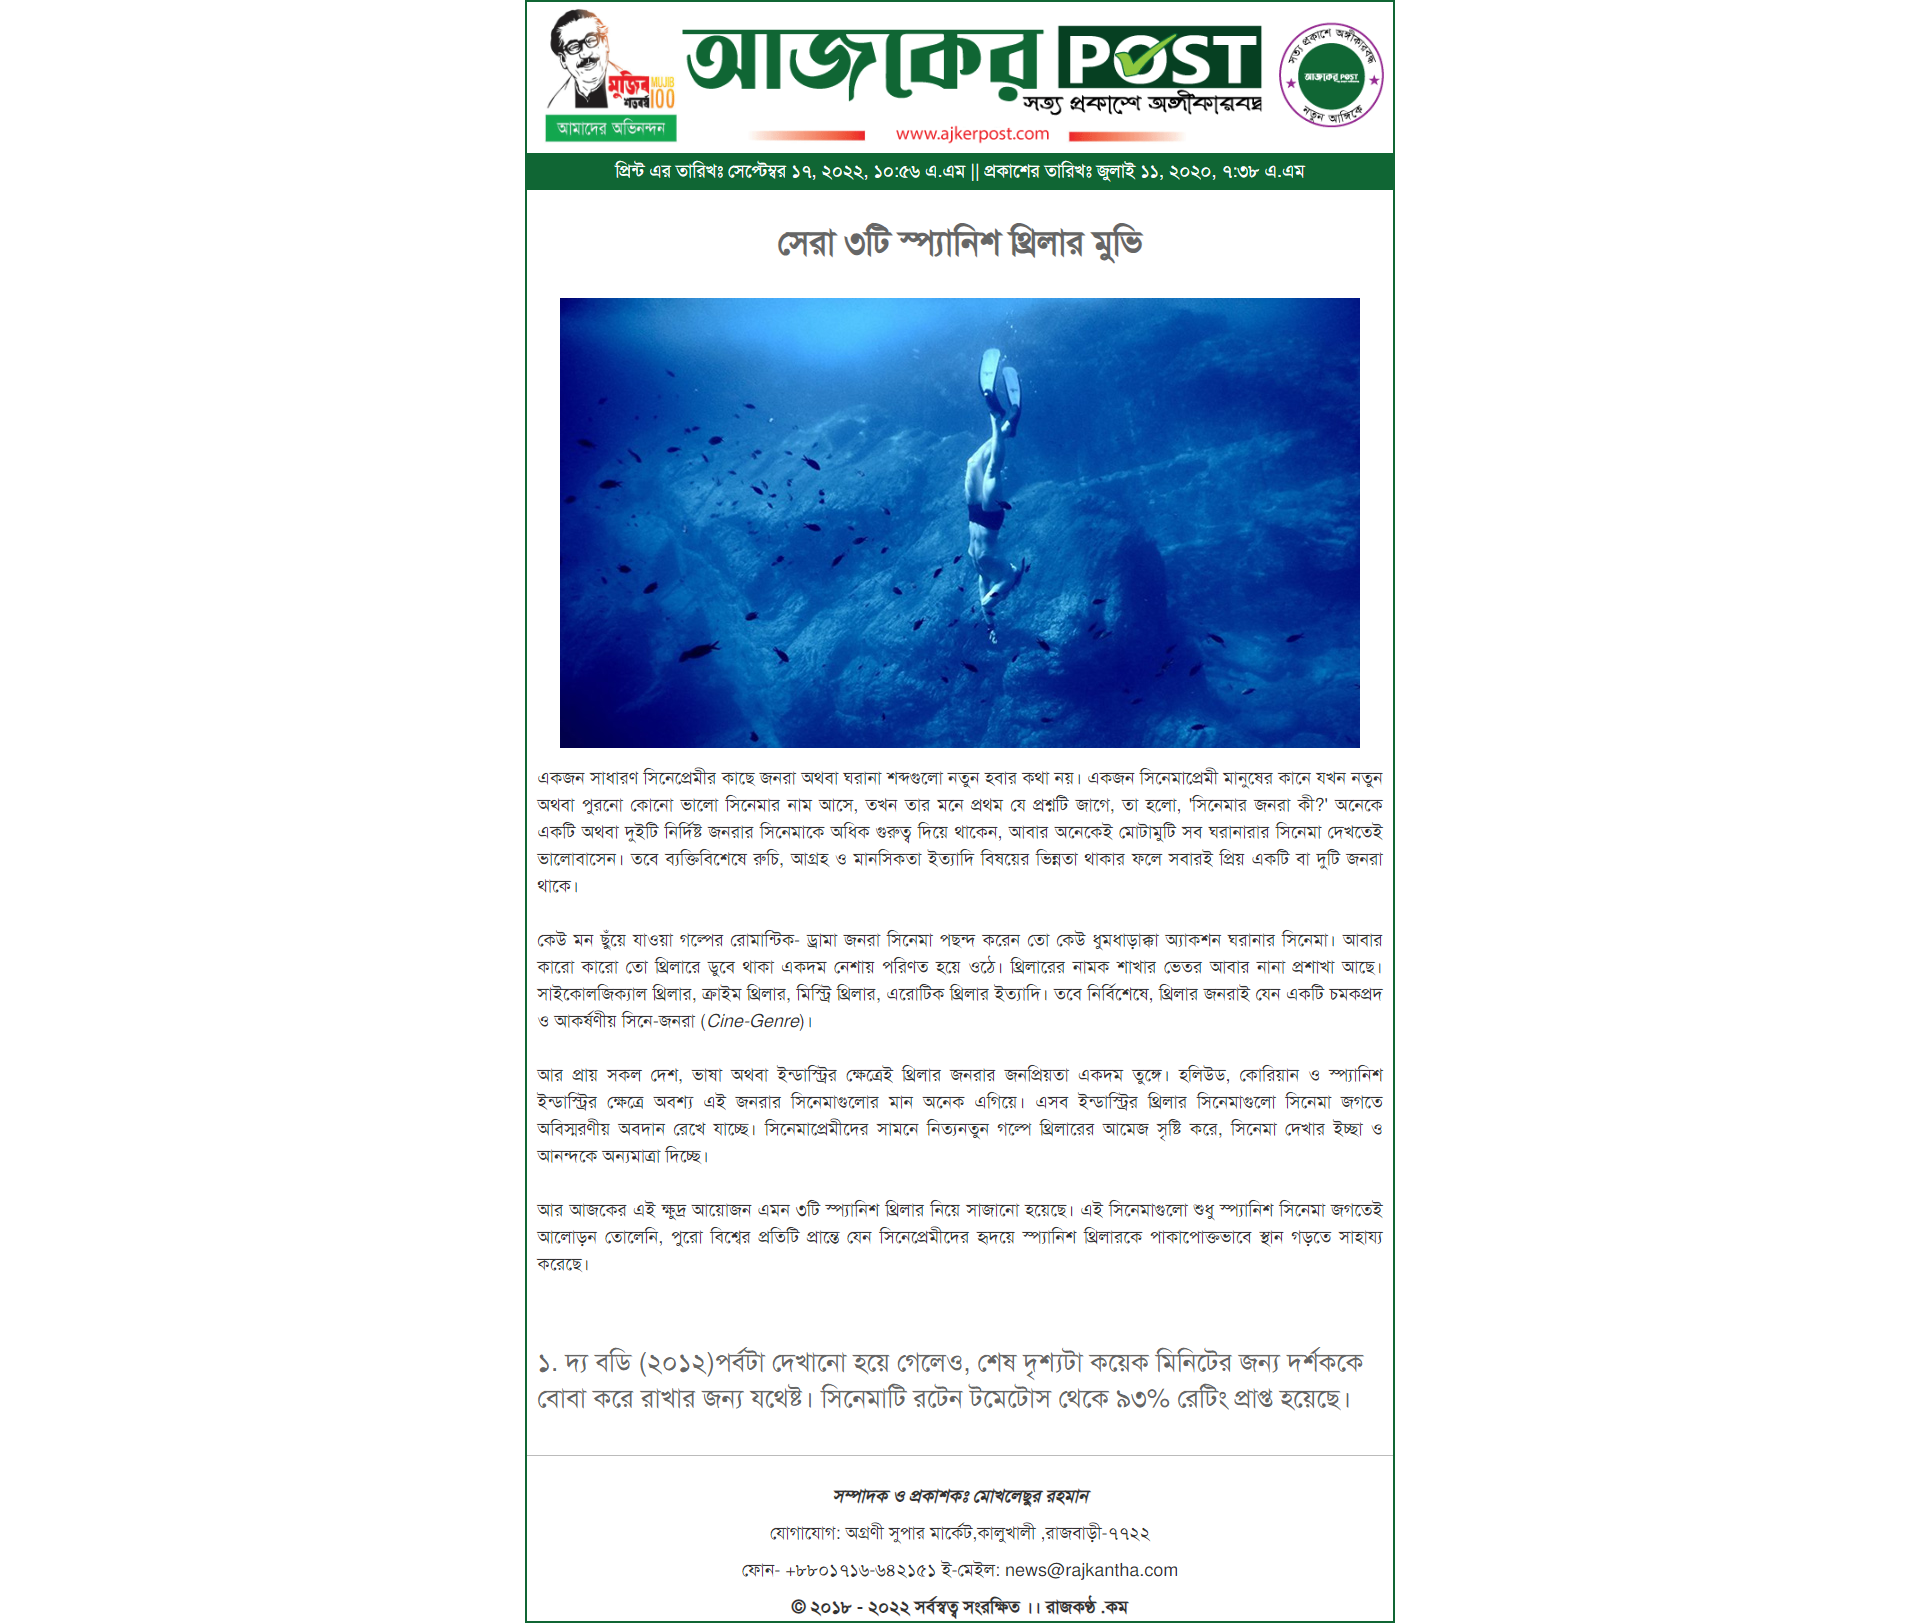 মুজিব
শতবর্ষ
MUJIB
100
আমাদের অভিনন্দন
আজকের POST
সত্য প্রকাশে অঙ্গীকারবদ্ধ
www.ajkerpost.com
সত্য প্রকাশে অঙ্গীকারবদ্ধ
আজকের POST
নতুন আঙ্গিকে
প্রিন্ট এর তারিখঃ সেপ্টেম্বর ১৭, ২০২২, ১০:৫৬ এ.এম || প্রকাশের তারিখঃ জুলাই ১১, ২০২০, ৭:৩৮ এ.এম
সেরা ৩টি স্প্যানিশ থ্রিলার মুভি
একজন সাধারণ সিনেপ্রেমীর কাছে জনরা অথবা ঘরানা শব্দগুলো নতুন হবার কথা নয়। একজন সিনেমাপ্রেমী মানুষের কানে যখন নতুন
অথবা পুরনো কোনো ভালো সিনেমার নাম আসে, তখন তার মনে প্রথম যে প্রশ্নটি জাগে, তা হলো, 'সিনেমার জনরা কী?' অনেকে
একটি অথবা দুইটি নির্দিষ্ট জনরার সিনেমাকে অধিক গুরুত্ব দিয়ে থাকেন, আবার অনেকেই মোটামুটি সব ঘরানারার সিনেমা দেখতেই
ভালোবাসেন। তবে ব্যক্তিবিশেষে রুচি, আগ্রহ ও মানসিকতা ইত্যাদি বিষয়ের ভিন্নতা থাকার ফলে সবারই প্রিয় একটি বা দুটি জনরা
থাকে।
কেউ মন ছুঁয়ে যাওয়া গল্পের রোমান্টিক- ড্রামা জনরা সিনেমা পছন্দ করেন তো কেউ ধুমধাড়াক্কা অ্যাকশন ঘরানার সিনেমা। আবার
কারো কারো তো থ্রিলারে ডুবে থাকা একদম নেশায় পরিণত হয়ে ওঠে। থ্রিলারের নামক শাখার ভেতর আবার নানা প্রশাখা আছে।
সাইকোলজিক্যাল থ্রিলার, ক্রাইম থ্রিলার, মিস্ট্রি থ্রিলার, এরোটিক থ্রিলার ইত্যাদি। তবে নির্বিশেষে, থ্রিলার জনরাই যেন একটি চমকপ্রদ
ও আকর্ষণীয় সিনে-জনরা (Cine-Genre)।
আর প্রায় সকল দেশ, ভাষা অথবা ইন্ডাস্ট্রির ক্ষেত্রেই থ্রিলার জনরার জনপ্রিয়তা একদম তুঙ্গে। হলিউড, কোরিয়ান ও স্প্যানিশ
ইন্ডাস্ট্রির ক্ষেত্রে অবশ্য এই জনরার সিনেমাগুলোর মান অনেক এগিয়ে। এসব ইন্ডাস্ট্রির থ্রিলার সিনেমাগুলো সিনেমা জগতে
অবিস্মরণীয় অবদান রেখে যাচ্ছে। সিনেমাপ্রেমীদের সামনে নিত্যনতুন গল্পে থ্রিলারের আমেজ সৃষ্টি করে, সিনেমা দেখার ইচ্ছা ও
আনন্দকে অন্যমাত্রা দিচ্ছে।
আর আজকের এই ক্ষুদ্র আয়োজন এমন ৩টি স্প্যানিশ থ্রিলার নিয়ে সাজানো হয়েছে। এই সিনেমাগুলো শুধু স্প্যানিশ সিনেমা জগতেই
আলোড়ন তোলেনি, পুরো বিশ্বের প্রতিটি প্রান্তে যেন সিনেপ্রেমীদের হৃদয়ে স্প্যানিশ থ্রিলারকে পাকাপোক্তভাবে স্থান গড়তে সাহায্য
করেছে।
১. দ্য বডি (২০১২)পর্বটা দেখানো হয়ে গেলেও, শেষ দৃশ্যটা কয়েক মিনিটের জন্য দর্শককে
বোবা করে রাখার জন্য যথেষ্ট। সিনেমাটি রটেন টমেটোস থেকে ৯৩% রেটিং প্রাপ্ত হয়েছে।
সম্পাদক ও প্রকাশকঃ মোখলেছুর রহমান
যোগাযোগ: অগ্রণী সুপার মার্কেট,কালুখালী ,রাজবাড়ী-৭৭২২
ফোন- +৮৮০১৭১৬-৬৪২১৫১ ই-মেইল: news@rajkantha.com
© ২০১৮ - ২০২২ সর্বস্বত্ব সংরক্ষিত ।। রাজকণ্ঠ .কম